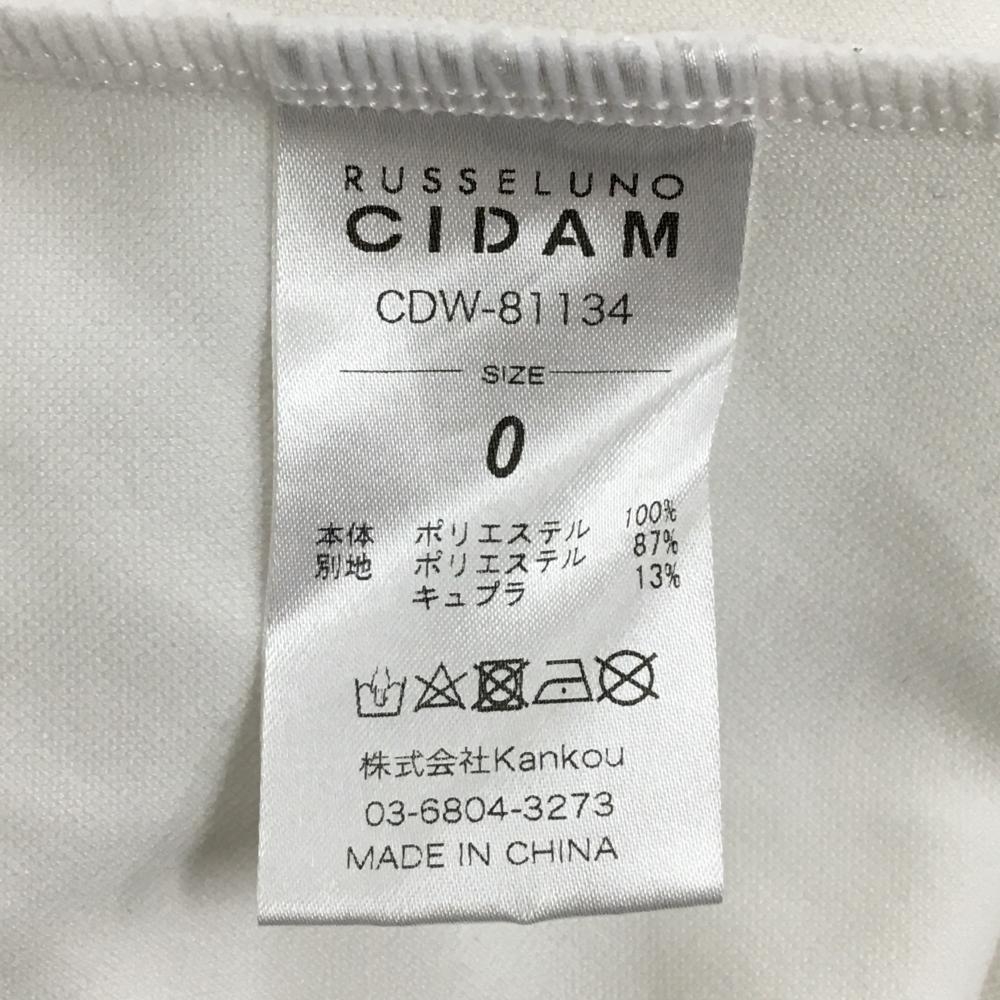 RUSSELUNO
CIDAM
CDW-81134
SIZE
0
本体 ポリエステル 100%
別地 ポリエステル 87%
キュプラ 13%
株式会社Kankou
03-6804-3273
MADE IN CHINA